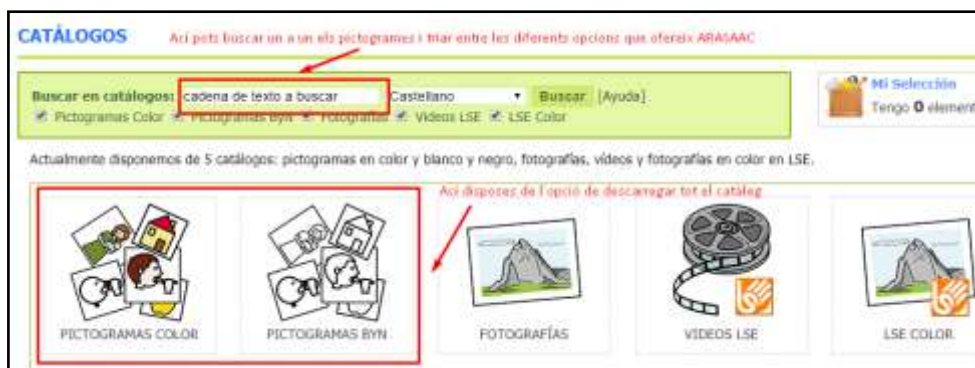 CATÁLOGOS
Ací pots buscar un a un els pictogrames i triar entre les diferents opcions que ofereix ARASAAC
Buscar en catálogos: cadena de texto a buscar Castellano Buscar [Ayuda]
Pictogramas Color Pictogramas Byn Fotografías Videos LSE LSE Color
Mi Selección
Tengo 0 element
Actualmente disponemos de 5 catálogos: pictogramas en color y blanco y negro, fotografías, vídeos y fotografías en color en LSE.
Ací disposes de l'opció de descarregar tot el catàleg
PICTOGRAMAS COLOR PICTOGRAMAS BYN FOTOGRAFÍAS VIDEOS LSE LSE COLOR